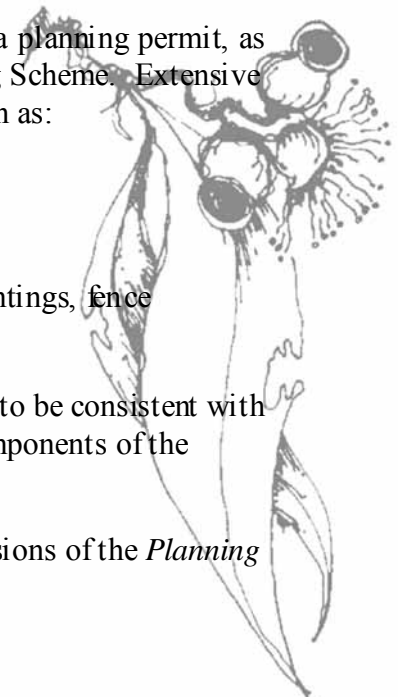 a planning permit, as
Scheme. Extensive
as:
ntings, fence
to be consistent with
mponents of the
sions of the Planning